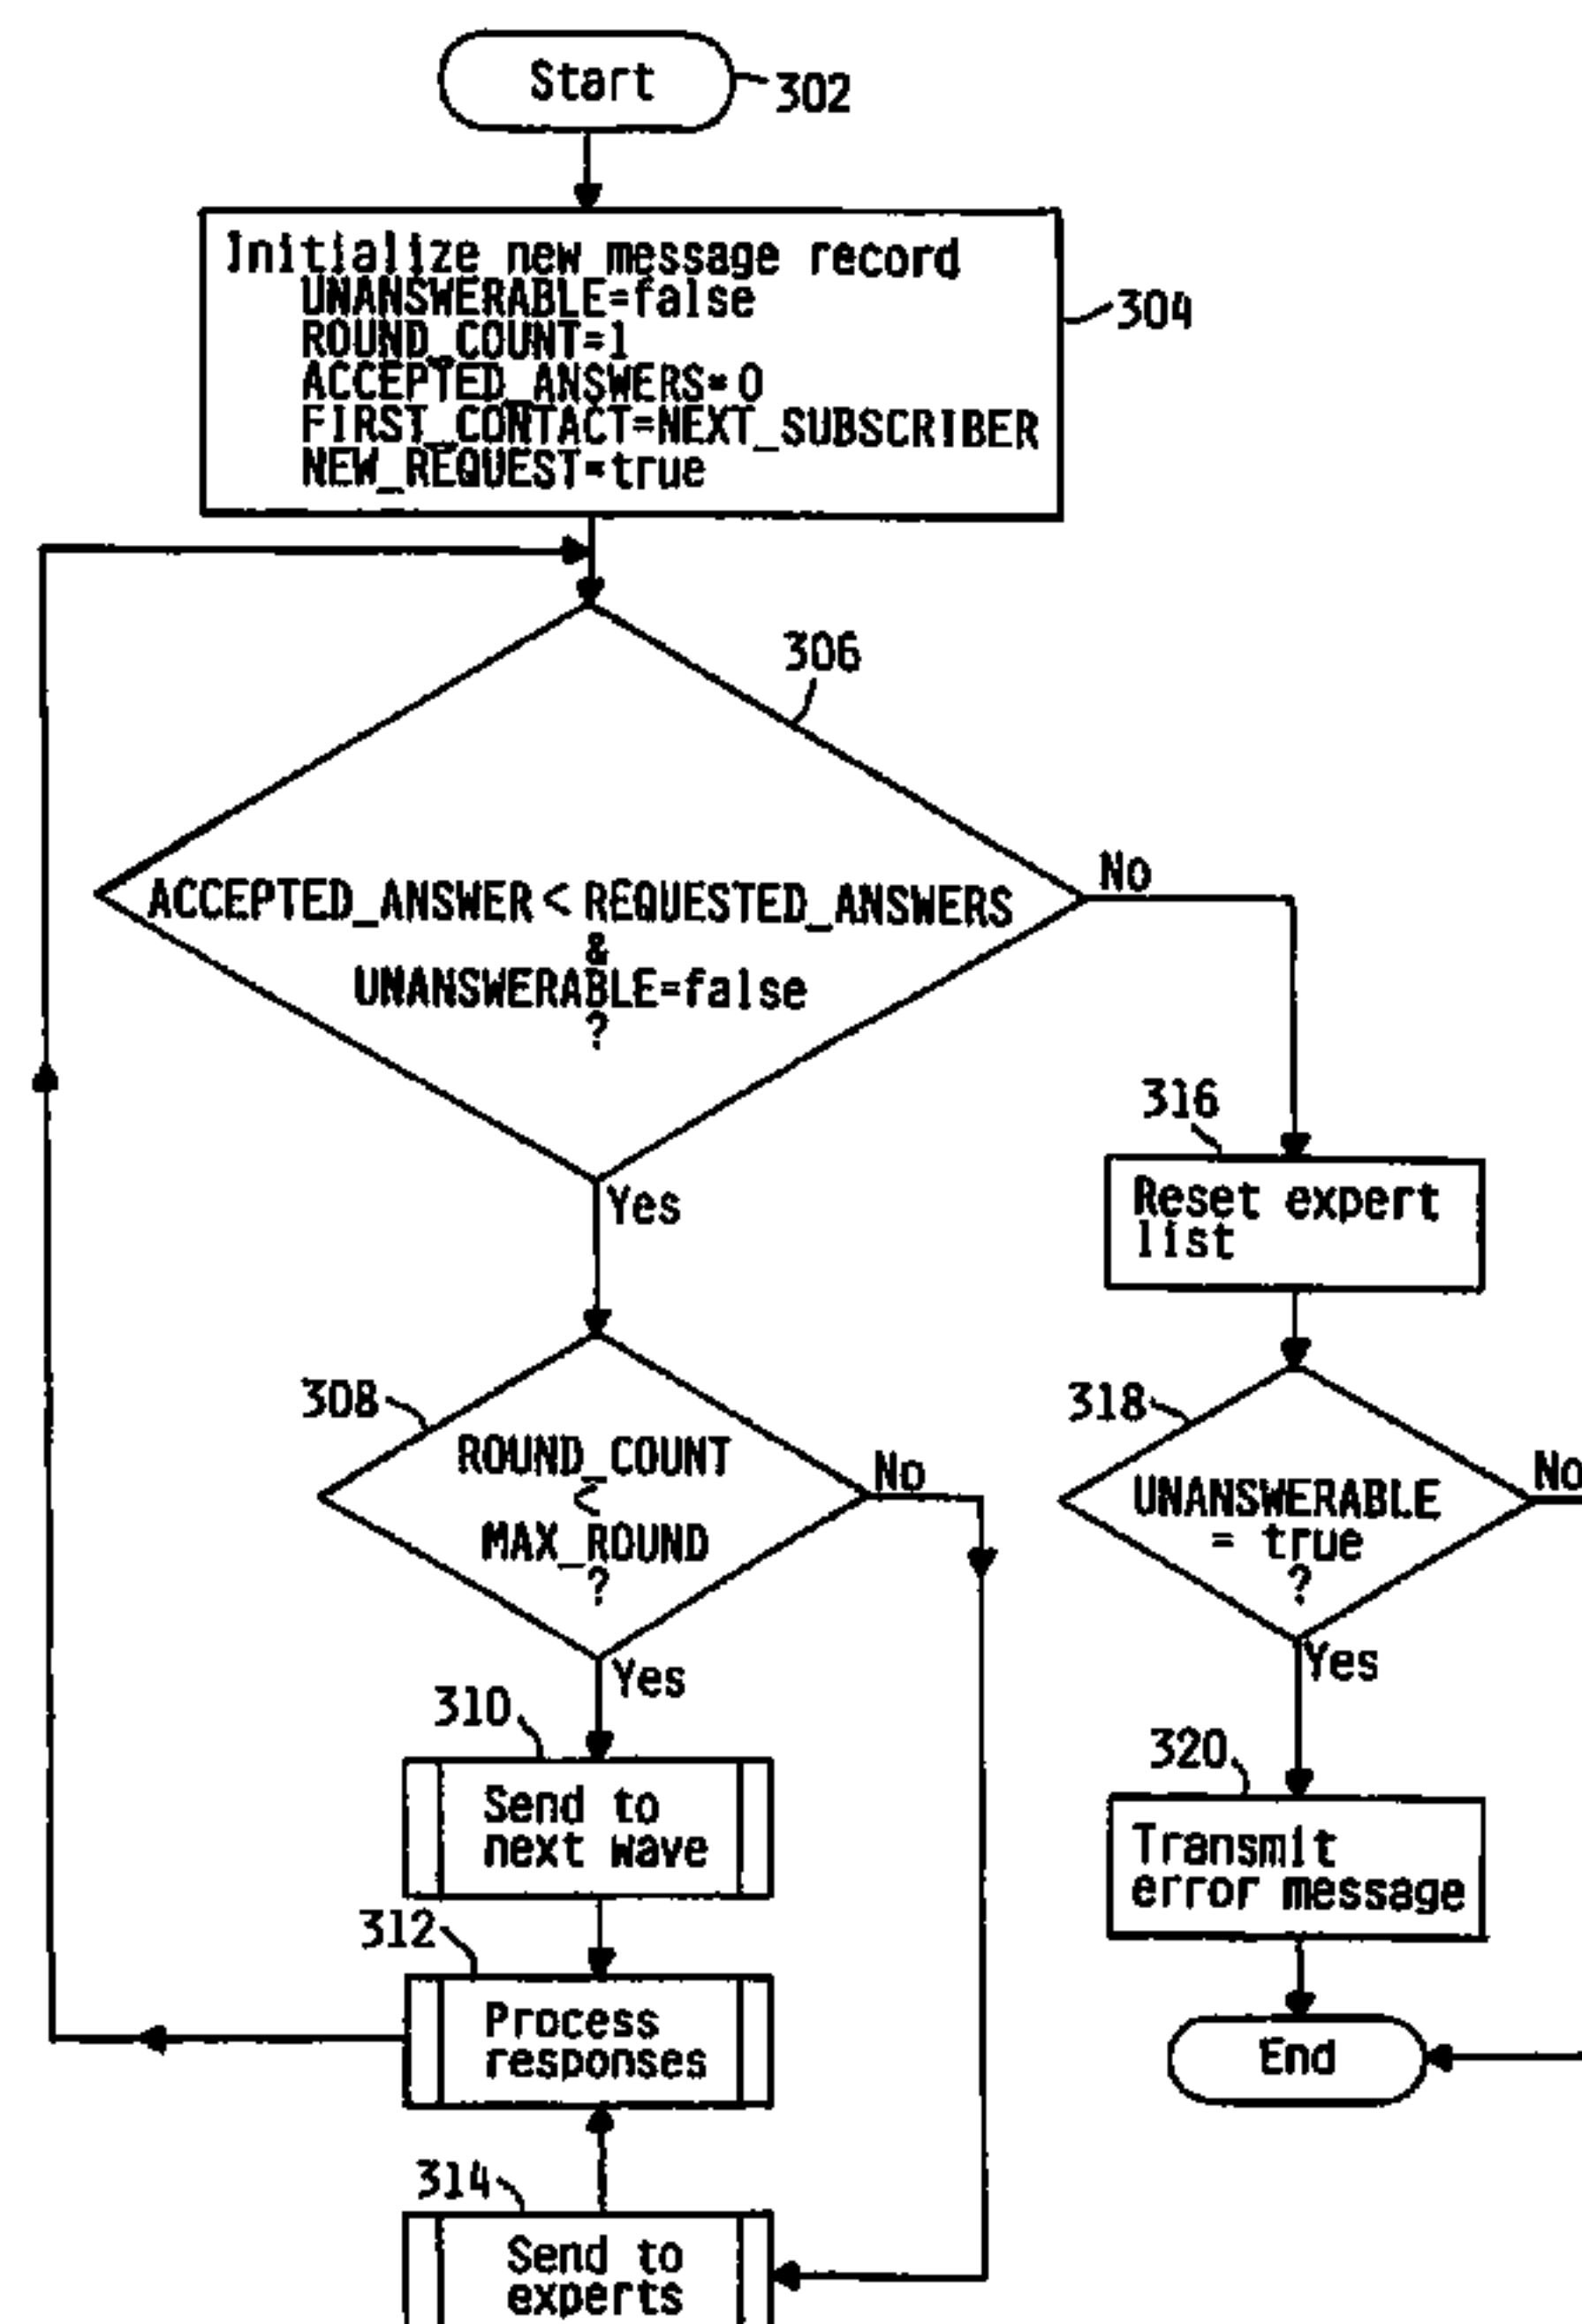 Start
302
Initialize new message record
UNANSWERABLE=false
ROUND_COUNT=1
ACCEPTED_ANSWERS=0
FIRST_CONTACT=NEXT_SUBSCRIBER
NEW_REQUEST=true
304
306
ACCEPTED_ANSWER < REQUESTED_ANSWERS
&
UNANSWERABLE=false
?
No
Yes
316
Reset expert
list
308
ROUND_COUNT
<
MAX_ROUND
?
No
Yes
318
UNANSWERABLE
= true
?
No
Yes
310
Send to
next wave
320
Transmit
error message
312
Process
responses
End
314
Send to
experts